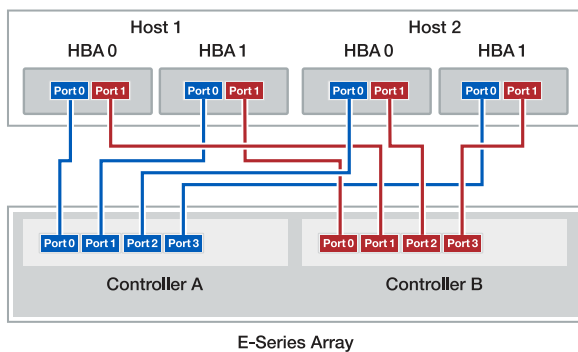 Host 1 Host 2
HBA 0 HBA 1 HBA 0 HBA 1
Port 0 Port 1 Port 0 Port 1 Port 0 Port 1 Port 0 Port 1
Port 0 Port 1 Port 2 Port 3 Port 0 Port 1 Port 2 Port 3
Controller A Controller B
E-Series Array